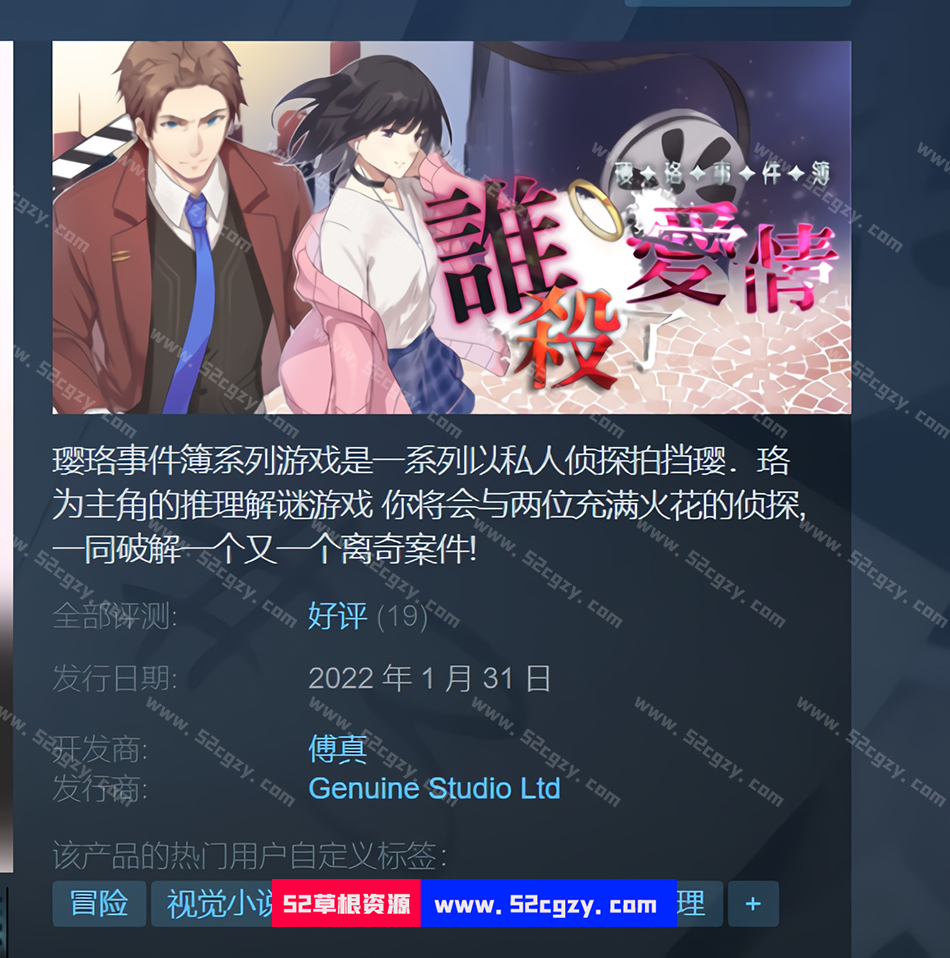 璎✦珞✦事✦件✦簿
誰殺了愛情
璎珞事件簿系列游戏是一系列以私人侦探拍挡璎．珞
为主角的推理解谜游戏 你将会与两位充满火花的侦探,
一同破解一个又一个离奇案件!
全部评测: 好评 (19)
发行日期: 2022 年 1 月 31 日
开发商: 傅真
发行商: Genuine Studio Ltd
该产品的热门用户自定义标签:
冒险 视觉小说 52草根资源 www.52cgzy.com 理 +
www.52cgzy.com